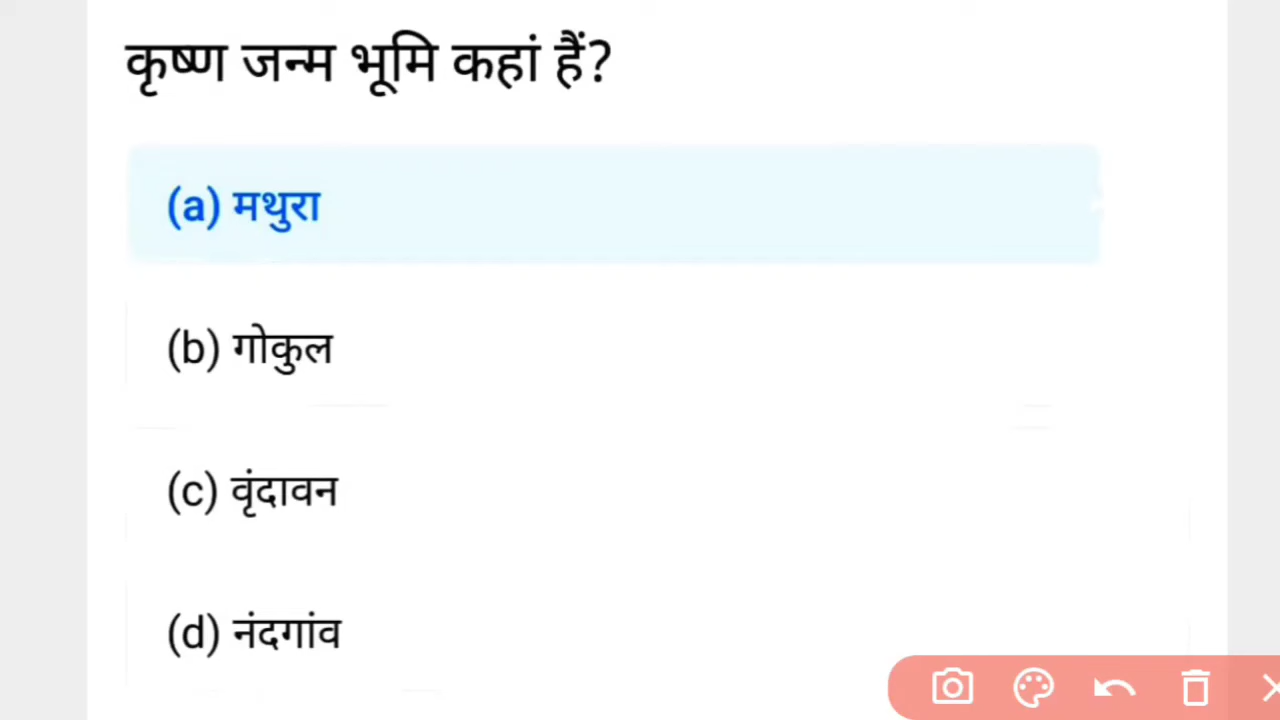 कृष्ण जन्म भूमि कहां हैं?
(a) मथुरा
(b) गोकुल
(c) वृंदावन
(d) नंदगांव